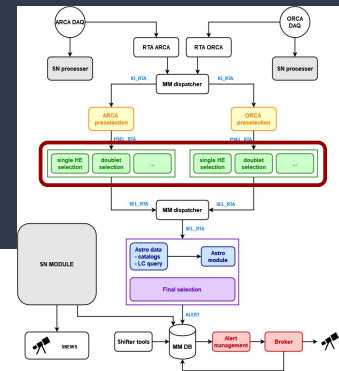 ARCA DAQ
ORCA DAQ
RTA ARCA
RTA ORCA
SN processer
SN processer
IO_RTA
IO_RTA
MM dispatcher
ARCA preselection
ORCA preselection
PSEL_RTA
PSEL_RTA
single HE selection
doublet selection
...
single HE selection
doublet selection
...
SEL_RTA
SEL_RTA
MM dispatcher
SEL_RTA
SN MODULE
Astro data
- catalogs
- LC query
Astro module
Final selection
ALERT
SNEWS
Shifter tools
MM DB
Alert management
Broker